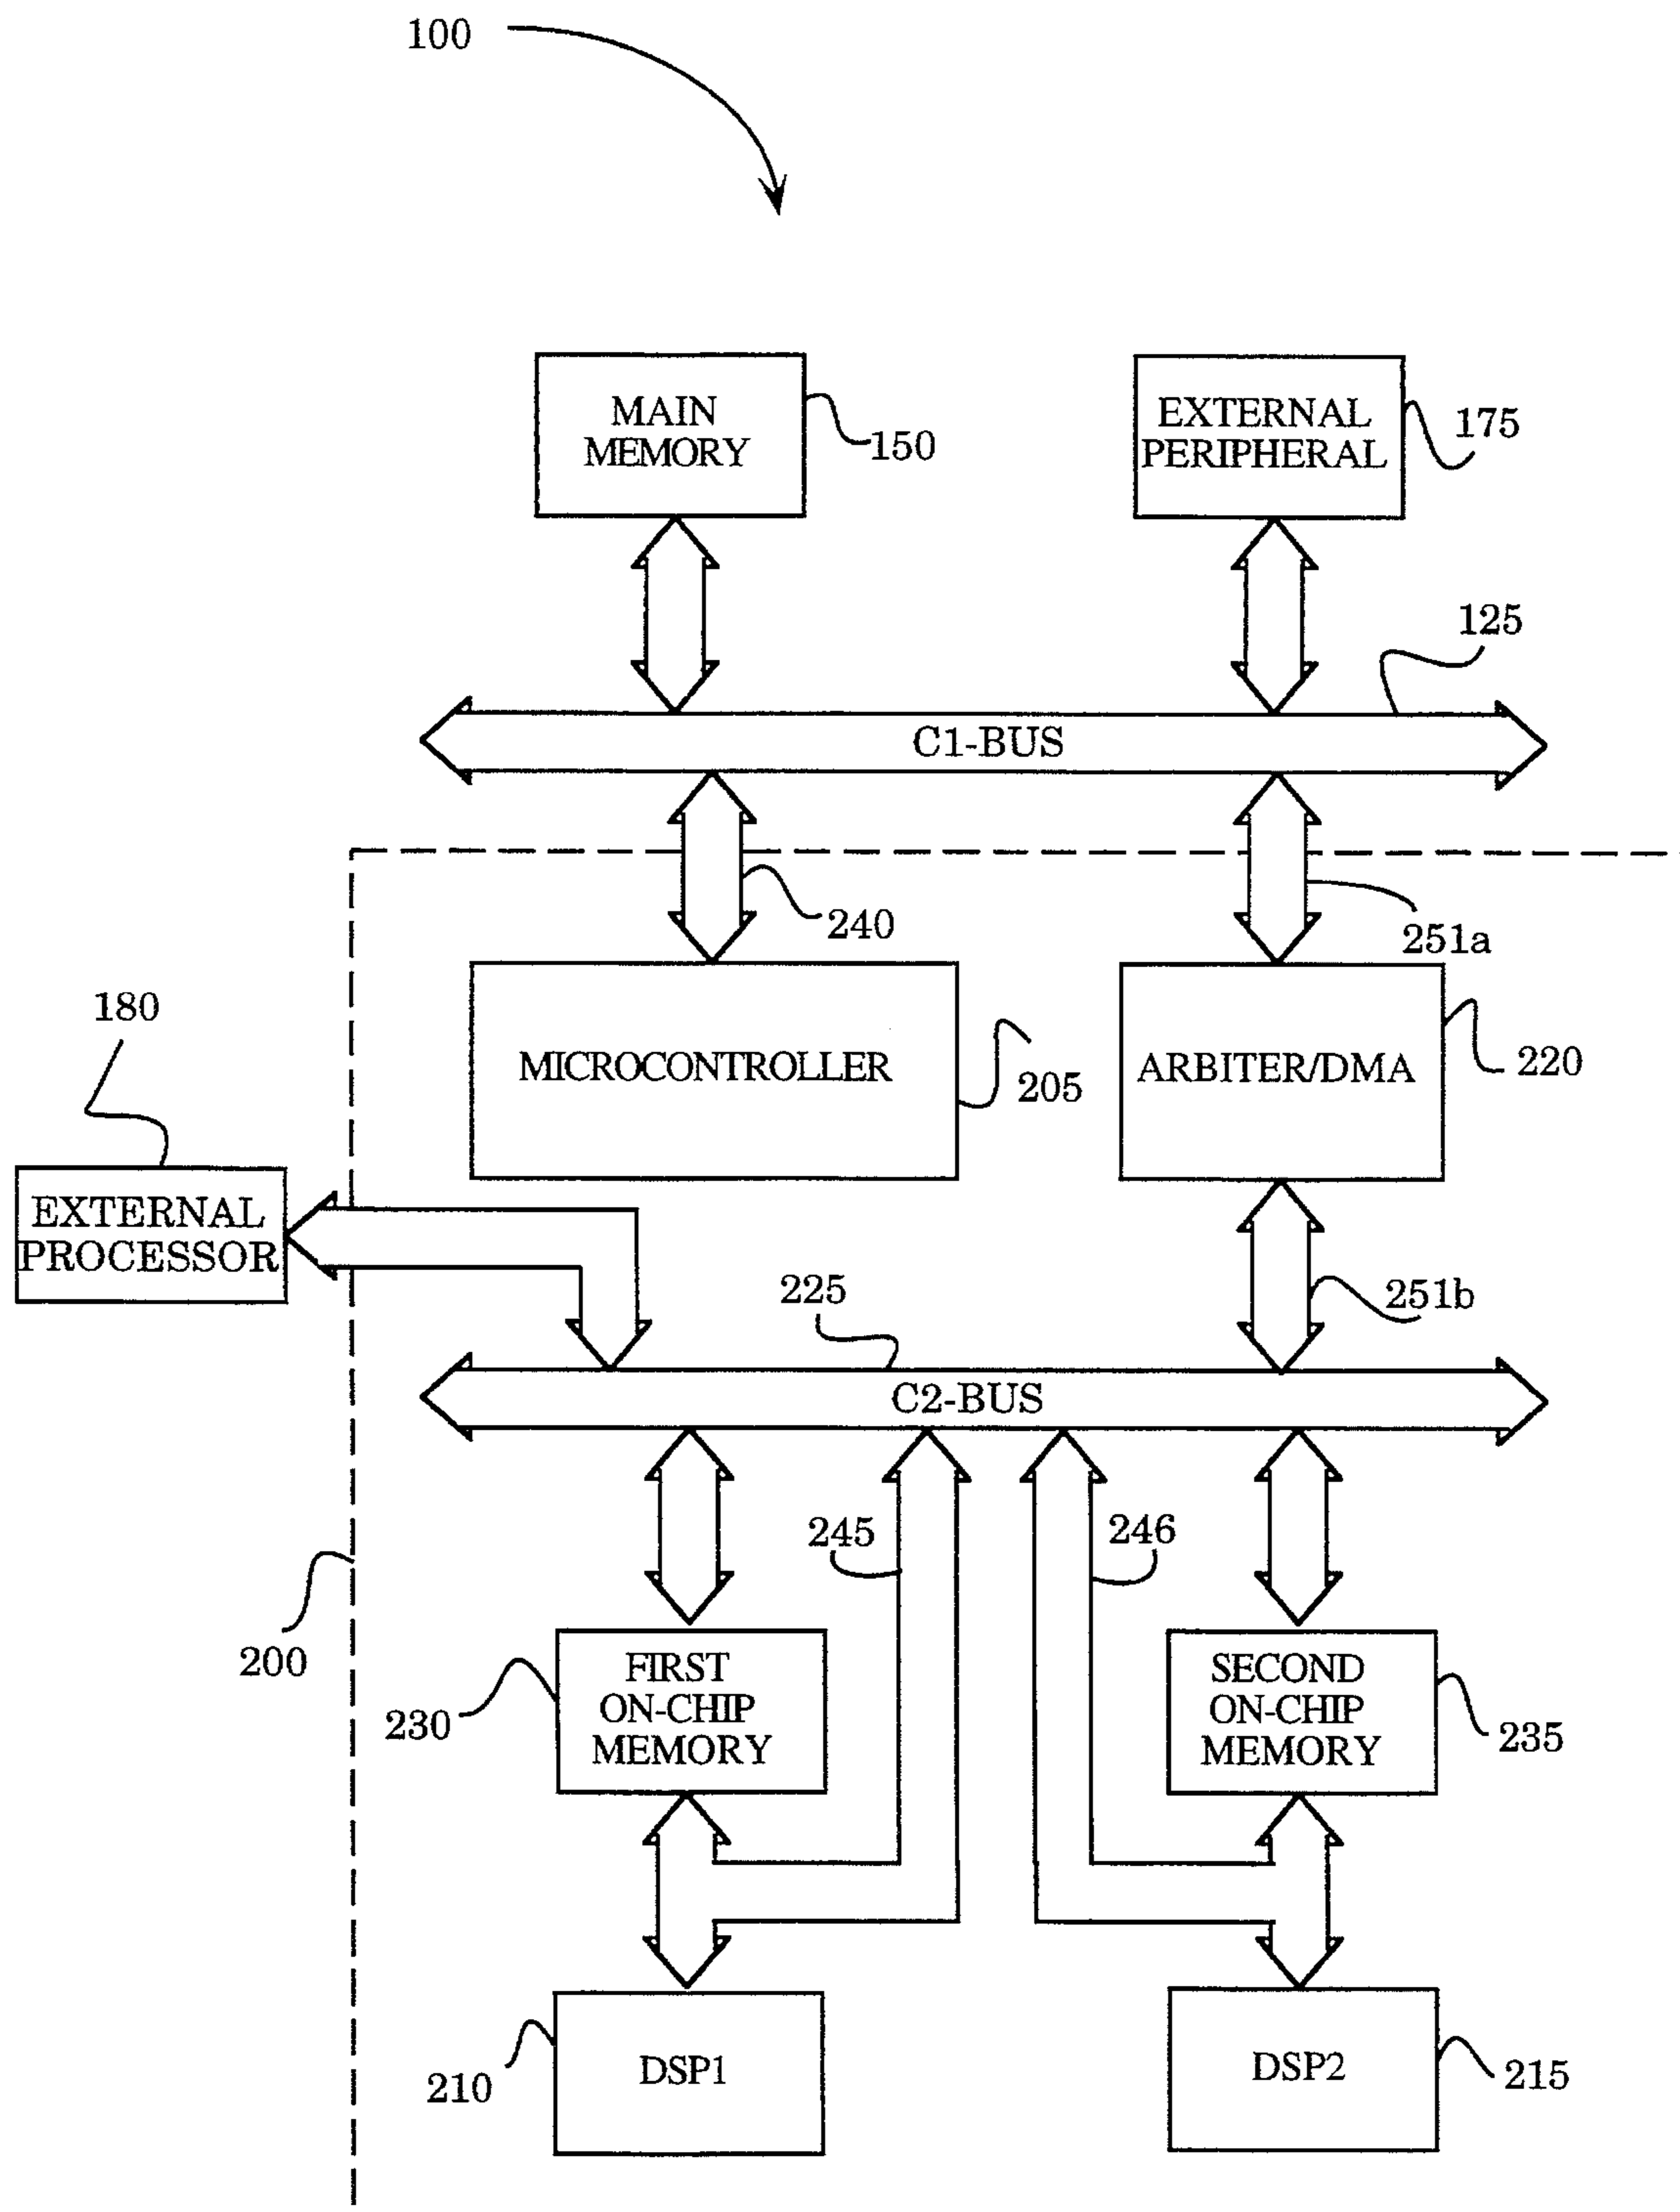 100
MAIN
MEMORY
150
EXTERNAL
PERIPHERAL
175
125
C1-BUS
240
251a
180
MICROCONTROLLER
205
ARBITER/DMA
220
EXTERNAL
PROCESSOR
225
251b
C2-BUS
245
246
200
FIRST
ON-CHIP
MEMORY
230
SECOND
ON-CHIP
MEMORY
235
DSP1
210
DSP2
215